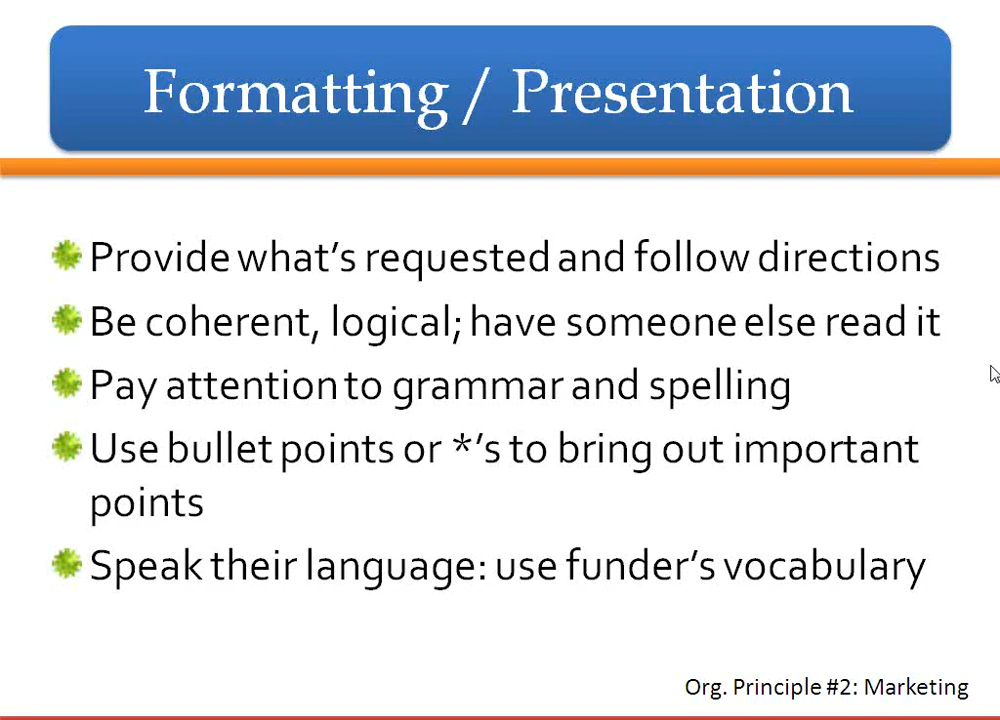 Formatting / Presentation
Provide what's requested and follow directions
Be coherent, logical; have someone else read it
Pay attention to grammar and spelling
Use bullet points or *'s to bring out important
points
Speak their language: use funder's vocabulary
Org. Principle #2: Marketing